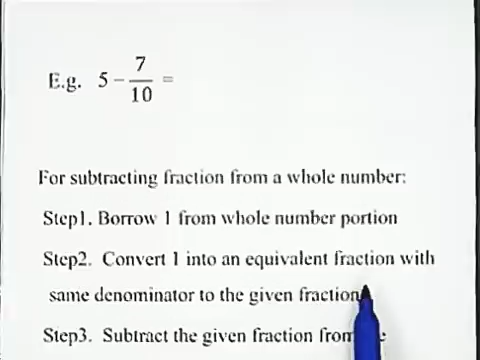 E.g. 5 - 7/10 =
For subtracting fraction from a whole number:
Step1. Borrow 1 from whole number portion
Step2. Convert 1 into an equivalent fraction with
same denominator to the given fraction
Step3. Subtract the given fraction from